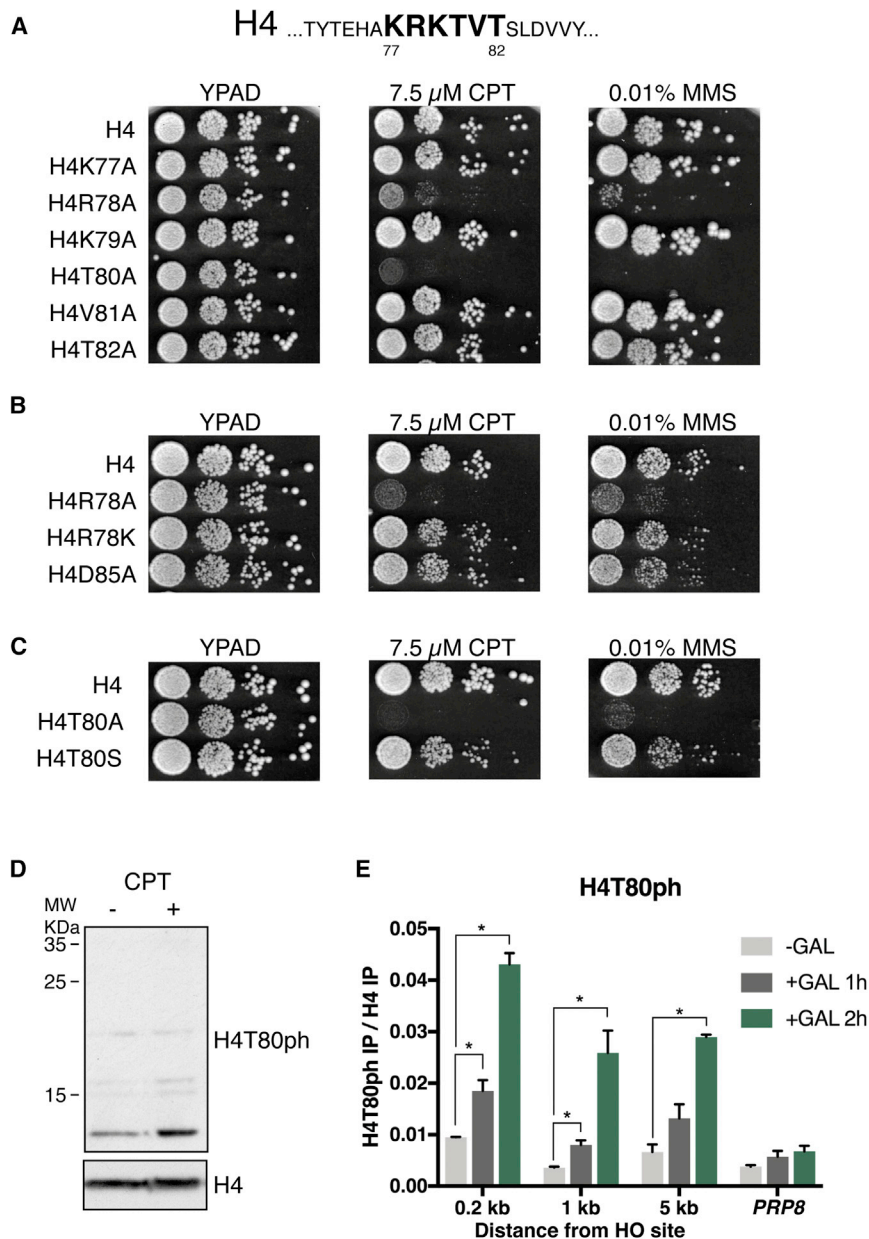 A
H4 ...TYTEHAKRKTVTSLDVVY...
77 82
YPAD 7.5 µM CPT 0.01% MMS
H4
H4K77A
H4R78A
H4K79A
H4T80A
H4V81A
H4T82A
B
YPAD 7.5 µM CPT 0.01% MMS
H4
H4R78A
H4R78K
H4D85A
C
YPAD 7.5 µM CPT 0.01% MMS
H4
H4T80A
H4T80S
D
CPT
MW - +
KDa
35
25
H4T80ph
15
H4
E
H4T80ph
H4T80ph IP / H4 IP
0.05
0.04
0.03
0.02
0.01
0.00
* * * * *
-GAL
+GAL 1h
+GAL 2h
0.2 kb 1 kb 5 kb PRP8
Distance from HO site